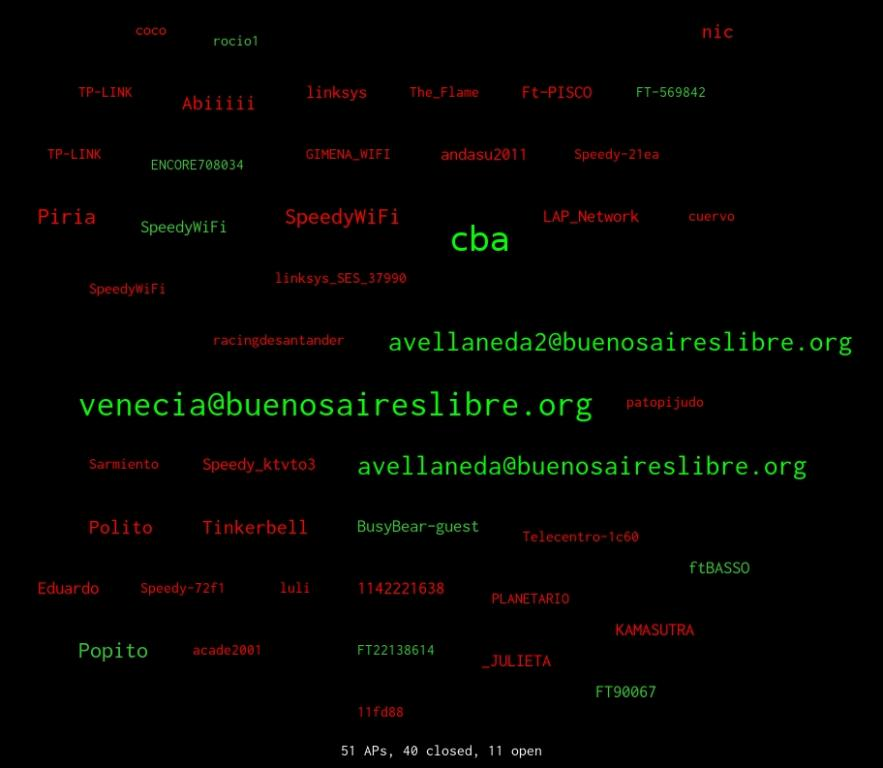 coco
rocio1
nic
TP-LINK
Abiiiii
linksys
The_Flame
Ft-PISCO
FT-569842
TP-LINK
ENCORE708034
GIMENA_WIFI
andasu2011
Speedy-21ea
Piria
SpeedyWiFi
SpeedyWiFi
cba
LAP_Network
cuervo
SpeedyWiFi
linksys_SES_37990
racingdesantander
avellaneda2@buenosaireslibre.org
venecia@buenosaireslibre.org
patopijudo
Sarmiento
Speedy_ktvto3
avellaneda@buenosaireslibre.org
Polito
Tinkerbell
BusyBear-guest
Telecentro-1c60
ftBASSO
Eduardo
Speedy-72f1
luli
1142221638
PLANETARIO
KAMASUTRA
Popito
acade2001
FT22138614
_JULIETA
FT90067
11fd88
51 APs, 40 closed, 11 open